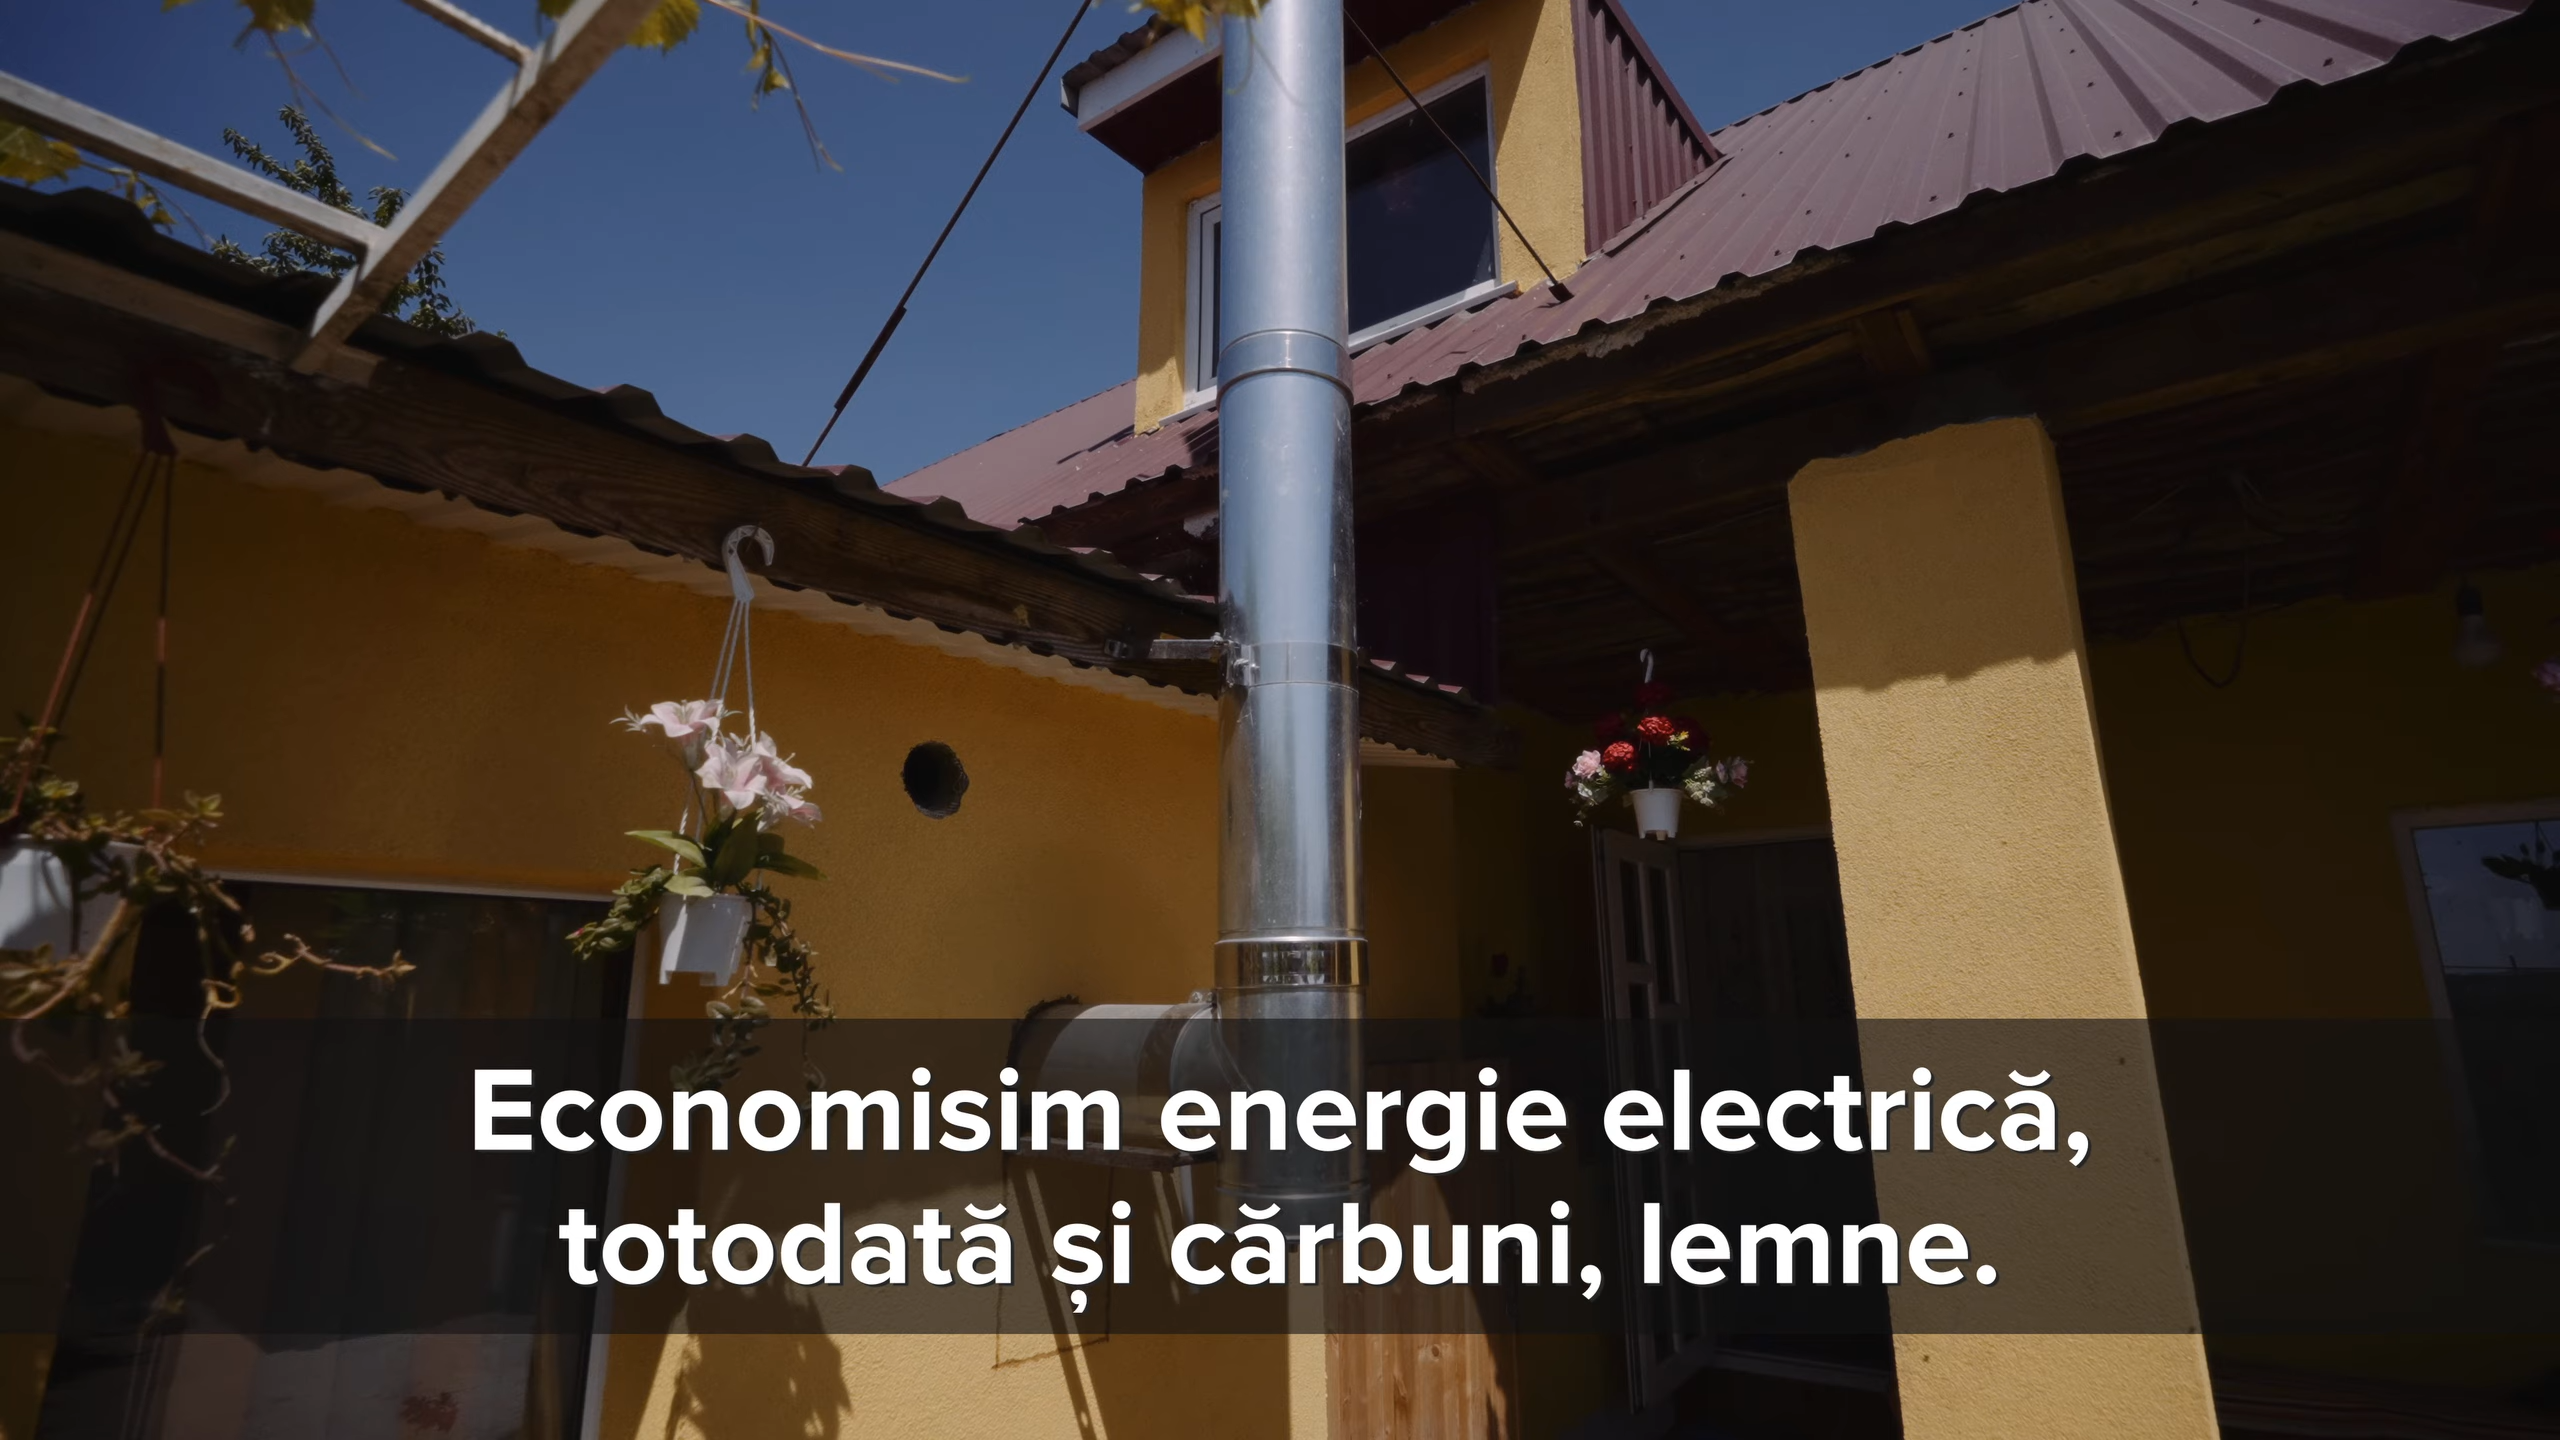 Economisim energie electrică,
totodată și cărbuni, lemne.